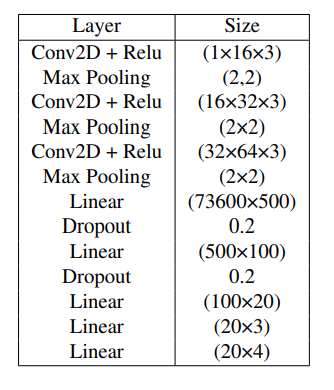 Layer Size
Conv2D + Relu (1×16×3)
Max Pooling (2,2)
Conv2D + Relu (16×32×3)
Max Pooling (2×2)
Conv2D + Relu (32×64×3)
Max Pooling (2×2)
Linear (73600×500)
Dropout 0.2
Linear (500×100)
Dropout 0.2
Linear (100×20)
Linear (20×3)
Linear (20×4)